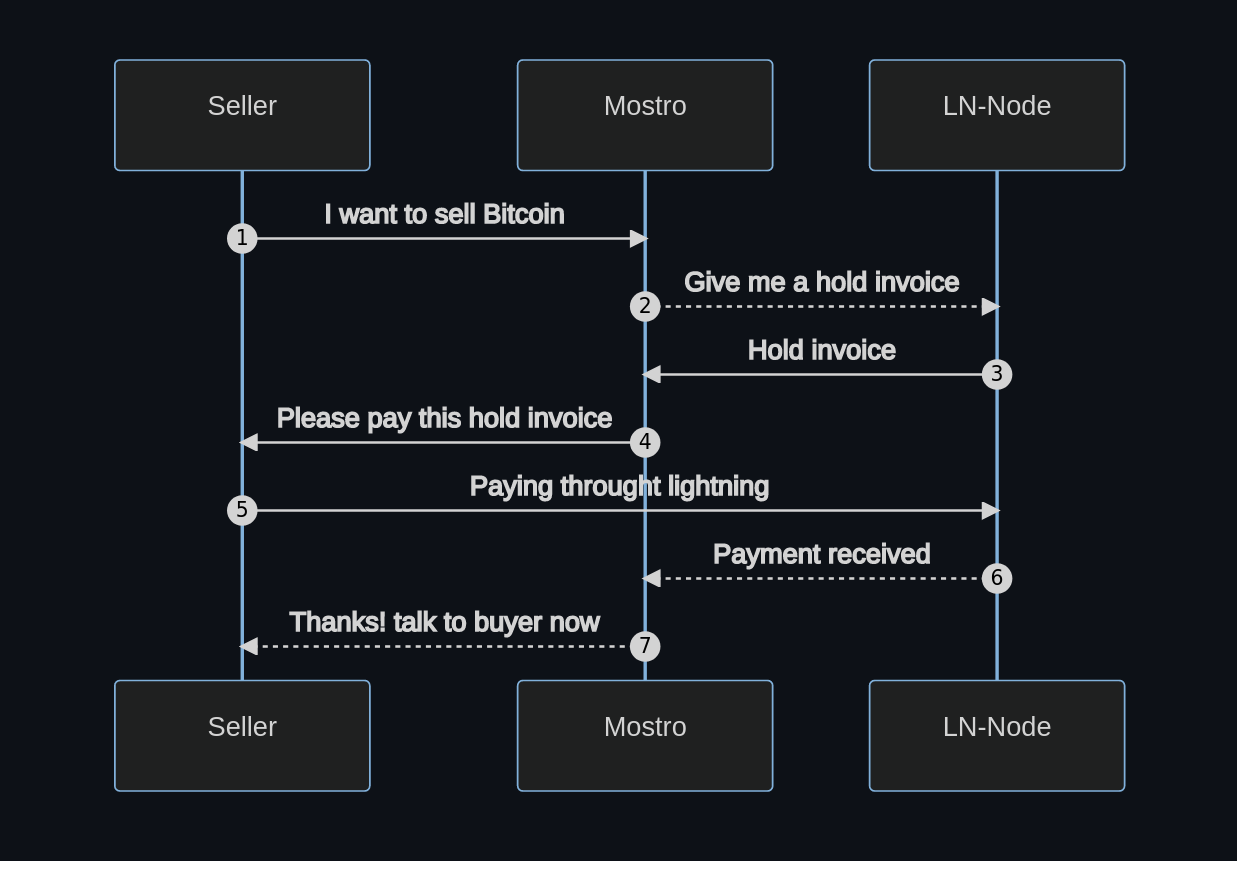 Seller
Mostro
LN-Node
I want to sell Bitcoin
1
Give me a hold invoice
2
Hold invoice
3
Please pay this hold invoice
4
Paying throught lightning
5
Payment received
6
Thanks! talk to buyer now
7
Seller
Mostro
LN-Node